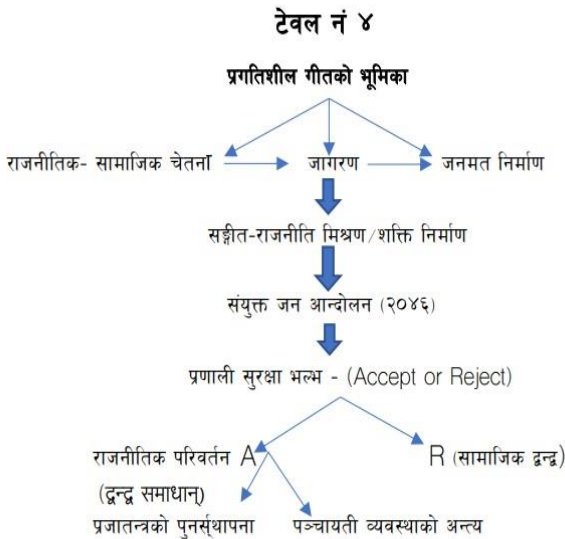 टेवल नं ४
प्रगतिशील गीतको भूमिका
राजनीतिक- सामाजिक चेतना जागरण जनमत निर्माण
सङ्गीत-राजनीति मिश्रण/शक्ति निर्माण
संयुक्त जन आन्दोलन (२०४६)
प्रणाली सुरक्षा भल्भ - (Accept or Reject)
राजनीतिक परिवर्तन A R (सामाजिक द्वन्द्व)
(द्वन्द्व समाधान्)
प्रजातन्त्रको पुनर्स्थापना पञ्चायती व्यवस्थाको अन्त्य